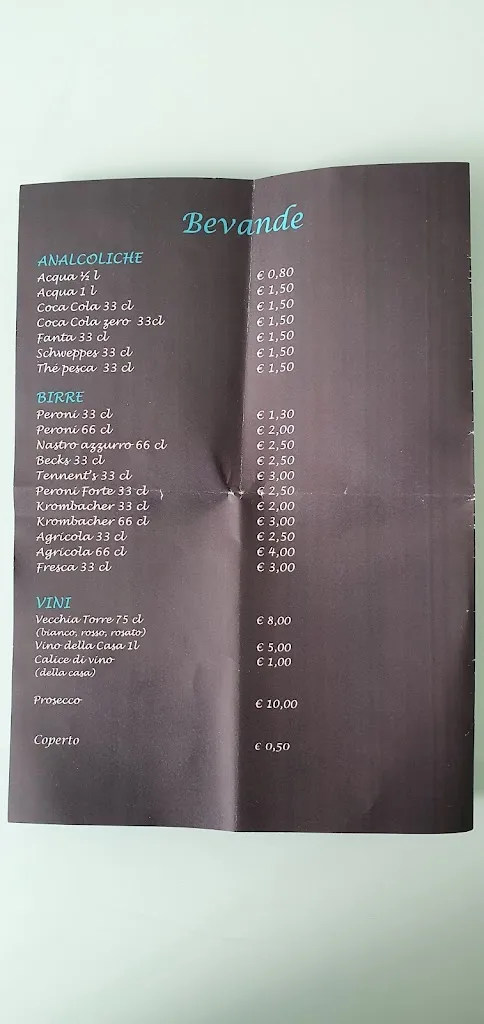 Bevande
ANALCOLICHE
Acqua ½ l € 0,80
Acqua 1 l € 1,50
Coca Cola 33 cl € 1,50
Coca Cola zero 33cl € 1,50
Fanta 33 cl € 1,50
Schweppes 33 cl € 1,50
Thé pesca 33 cl € 1,50
BIRRE
Peroni 33 cl € 1,30
Peroni 66 cl € 2,00
Nastro azzurro 66 cl € 2,50
Becks 33 cl € 2,50
Tennent's 33 cl € 3,00
Peroni Forte 33 cl € 2,50
Krombacher 33 cl € 2,00
Krombacher 66 cl € 3,00
Agricola 33 cl € 2,50
Agricola 66 cl € 4,00
Fresca 33 cl € 3,00
VINI
Vecchia Torre 75 cl € 8,00
(bianco, rosso, rosato)
Vino della Casa 1l € 5,00
Calice di vino € 1,00
(della casa)
Prosecco € 10,00
Coperto € 0,50